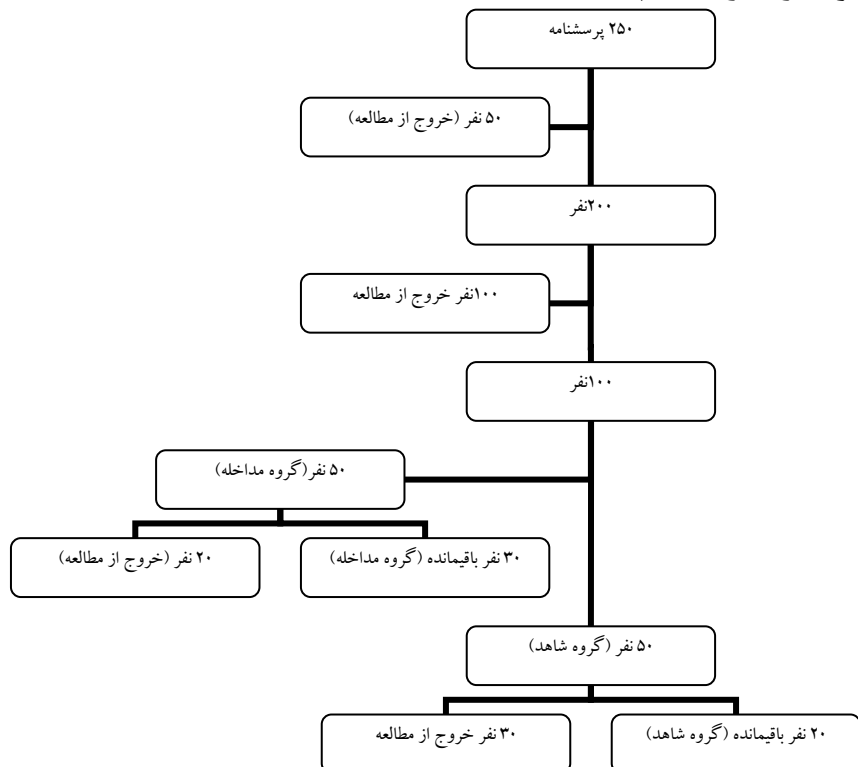 ۲۵۰ پرسشنامه
۵۰ نفر (خروج از مطالعه)
۲۰۰نفر
۱۰۰نفر خروج از مطالعه
۱۰۰نفر
۵۰ نفر(گروه مداخله)
۳۰ نفر باقیمانده (گروه مداخله)
۲۰ نفر (خروج از مطالعه)
۵۰ نفر (گروه شاهد)
۲۰ نفر باقیمانده (گروه شاهد)
۳۰ نفر خروج از مطالعه